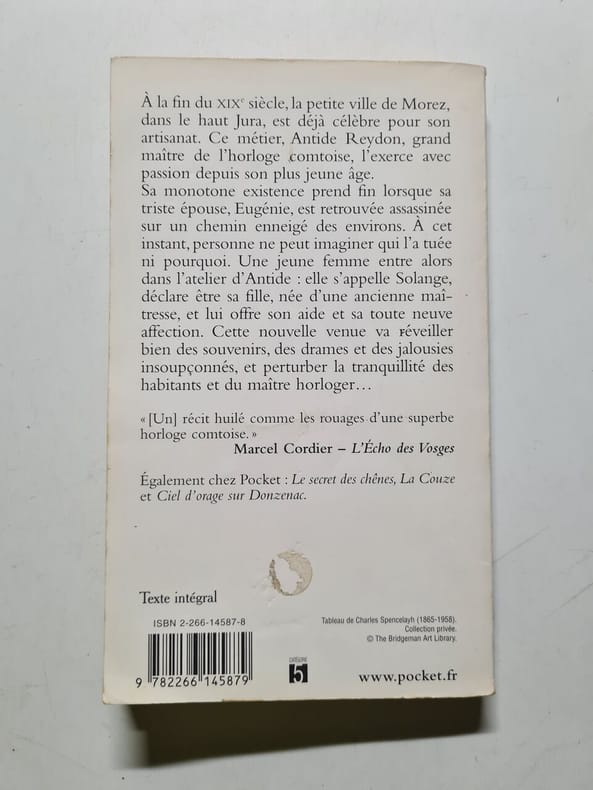 À la fin du XIXe siècle, la petite ville de Morez,
dans le haut Jura, est déjà célèbre pour son
artisanat. Ce métier, Antide Reydon, grand
maître de l'horloge comtoise, l'exerce avec
passion depuis son plus jeune âge.
Sa monotone existence prend fin lorsque sa
triste épouse, Eugénie, est retrouvée assassinée
sur un chemin enneigé des environs. À cet
instant, personne ne peut imaginer qui l'a tuée
ni pourquoi. Une jeune femme entre alors
dans l'atelier d'Antide : elle s'appelle Solange,
déclare être sa fille, née d'une ancienne maî-
tresse, et lui offre son aide et sa toute neuve
affection. Cette nouvelle venue va réveiller
bien des souvenirs, des drames et des jalousies
insoupçonnés, et perturber la tranquillité des
habitants et du maître horloger…
« [Un] récit huilé comme les rouages d'une superbe
horloge comtoise. »
Marcel Cordier – L'Écho des Vosges
Également chez Pocket : Le secret des chênes, La Couze
et Ciel d'orage sur Donzenac.
Texte intégral
ISBN 2-266-14587-8
Tableau de Charles Spencelayh (1865-1958).
Collection privée.
© The Bridgeman Art Library.
9 782266 145879
CATÉGORIE
5
www.pocket.fr